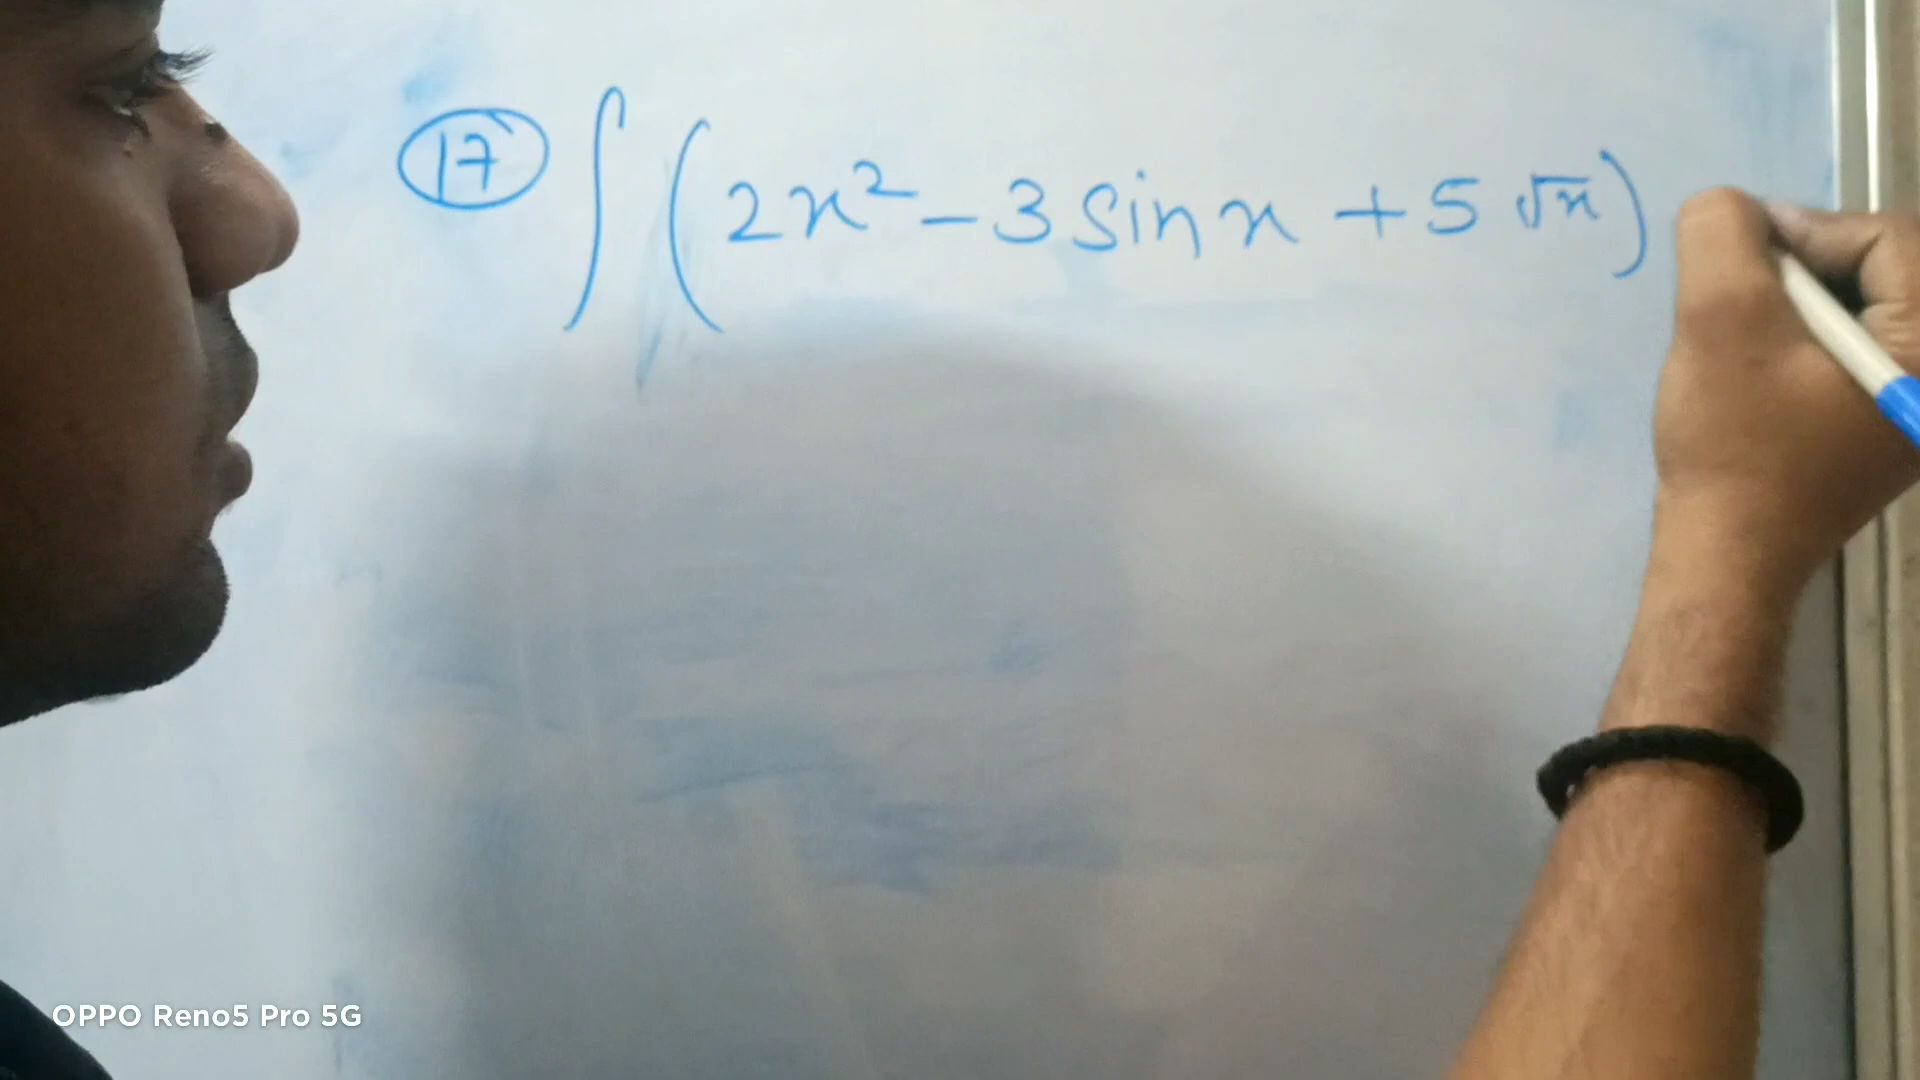 17 ∫ (2x² - 3 sin x + 5 √x)
OPPO Reno5 Pro 5G